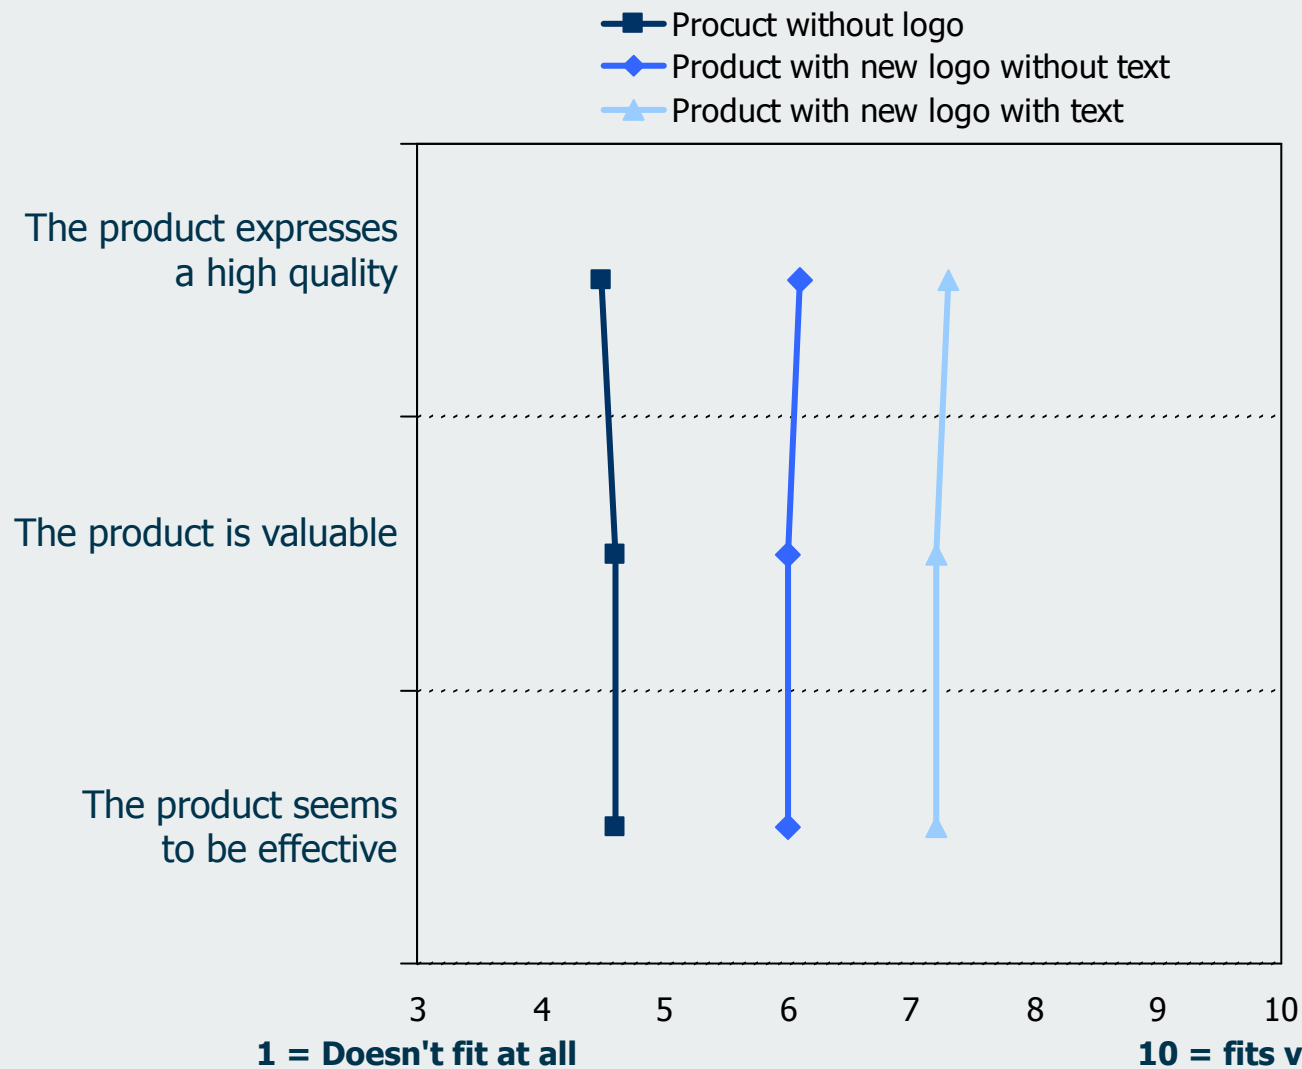 Procuct without logo
Product with new logo without text
Product with new logo with text
The product expresses
a high quality
The product is valuable
The product seems
to be effective
3 4 5 6 7 8 9 10
1 = Doesn't fit at all
10 = fits